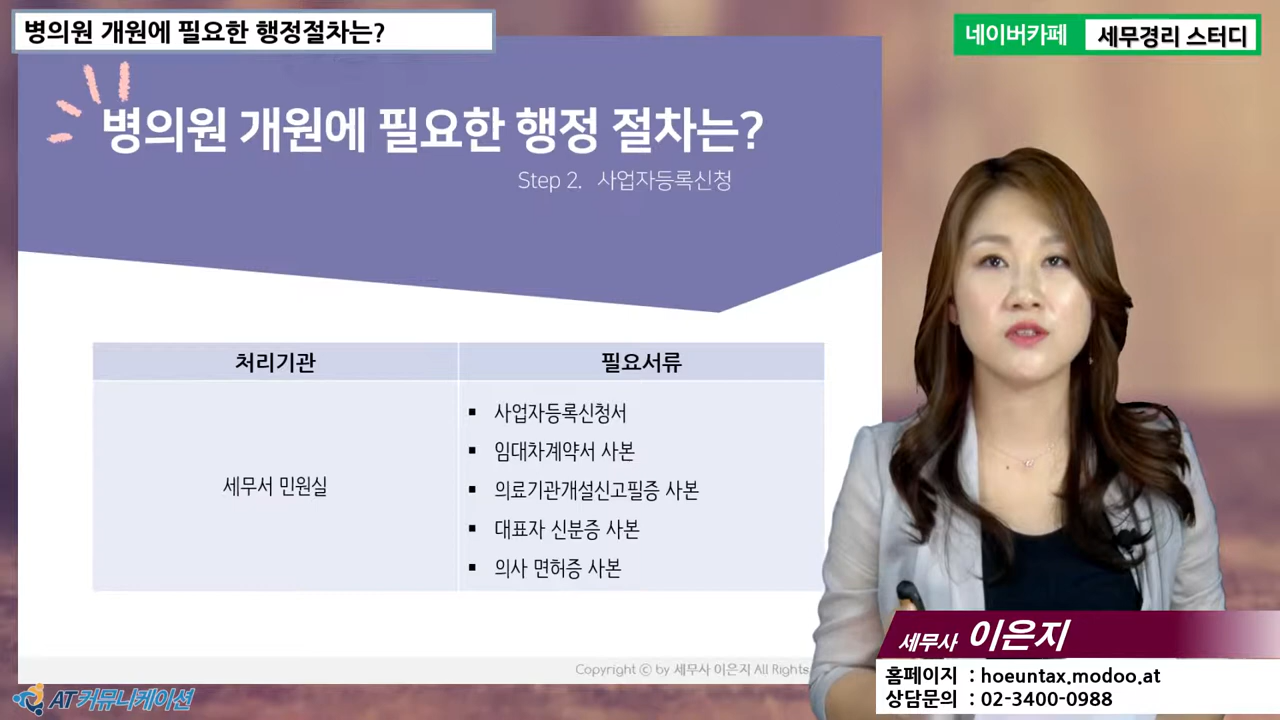 병의원 개원에 필요한 행정절차는?
네이버카페 세무경리 스터디
병의원 개원에 필요한 행정 절차는?
Step 2. 사업자등록신청
처리기관 필요서류
세무서 민원실
▪ 사업자등록신청서
▪ 임대차계약서 사본
▪ 의료기관개설신고필증 사본
▪ 대표자 신분증 사본
▪ 의사 면허증 사본
Copyright ⓒ by 세무사 이은지 All Rights
세무사 이은지
홈페이지 : hoeuntax.modoo.at
상담문의 : 02-3400-0988
AT커뮤니케이션